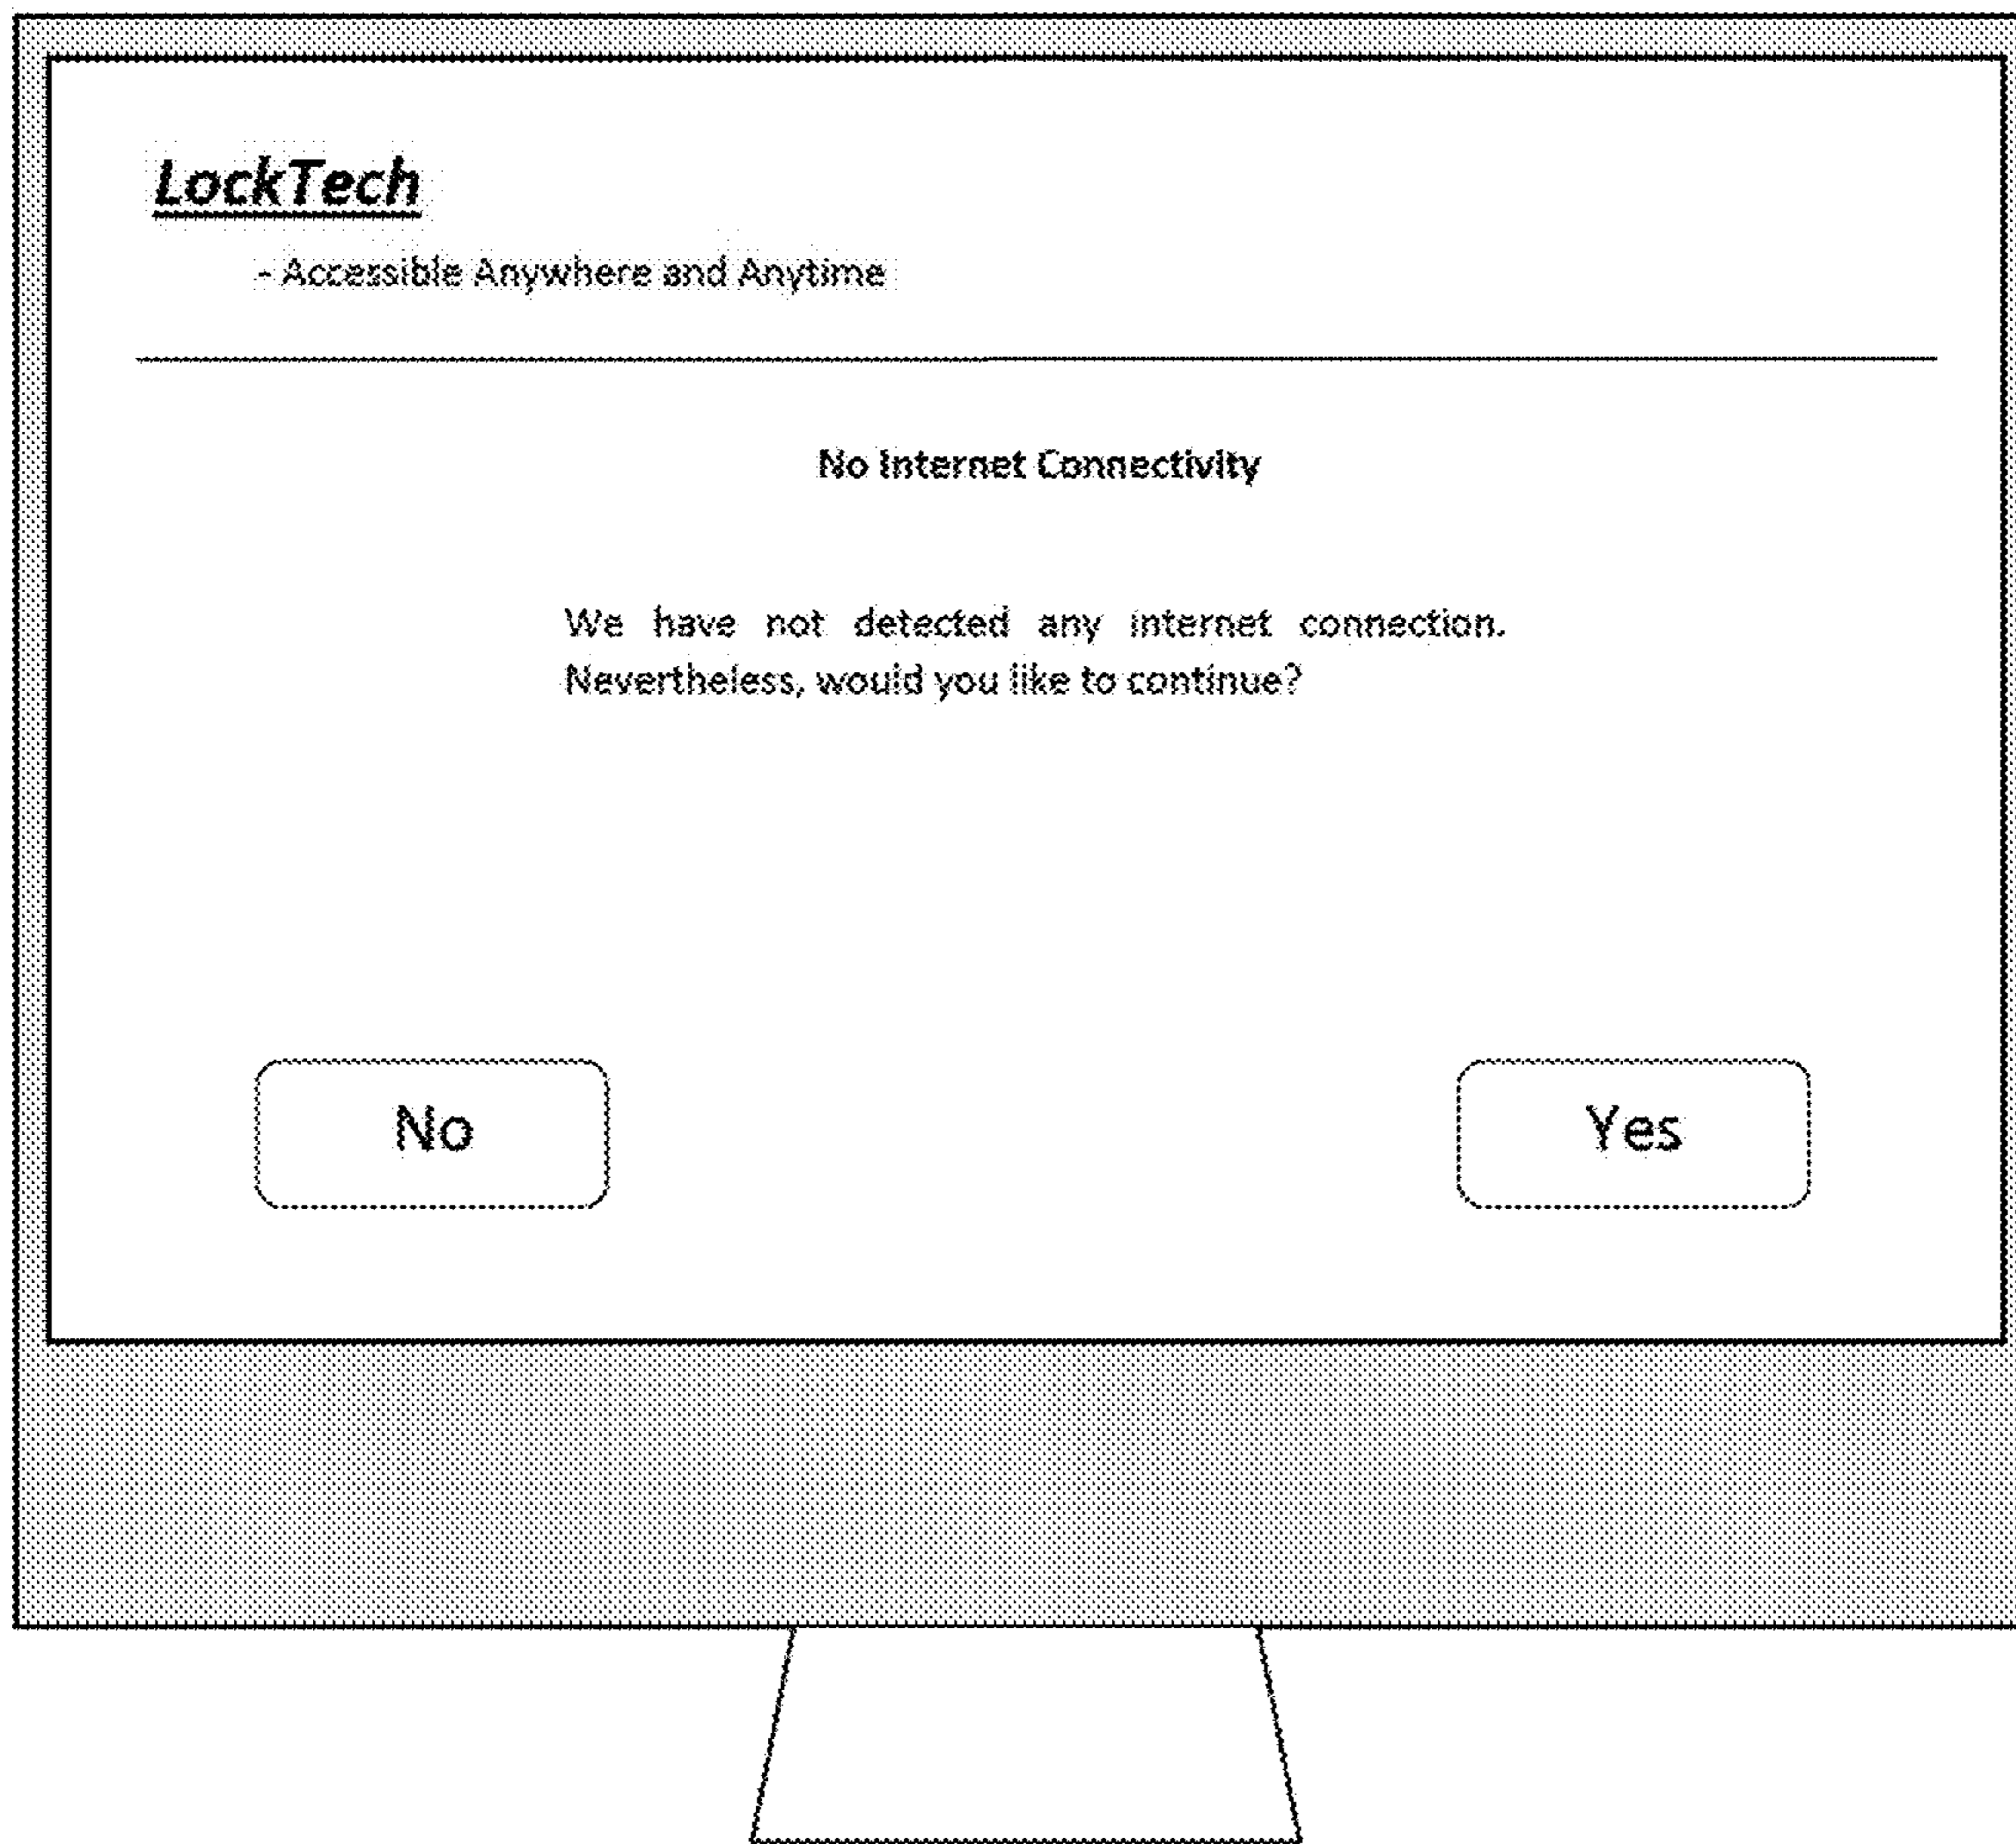 LockTech
- Accessible Anywhere and Anytime
No Internet Connectivity
We have not detected any internet connection.
Nevertheless, would you like to continue?
No
Yes